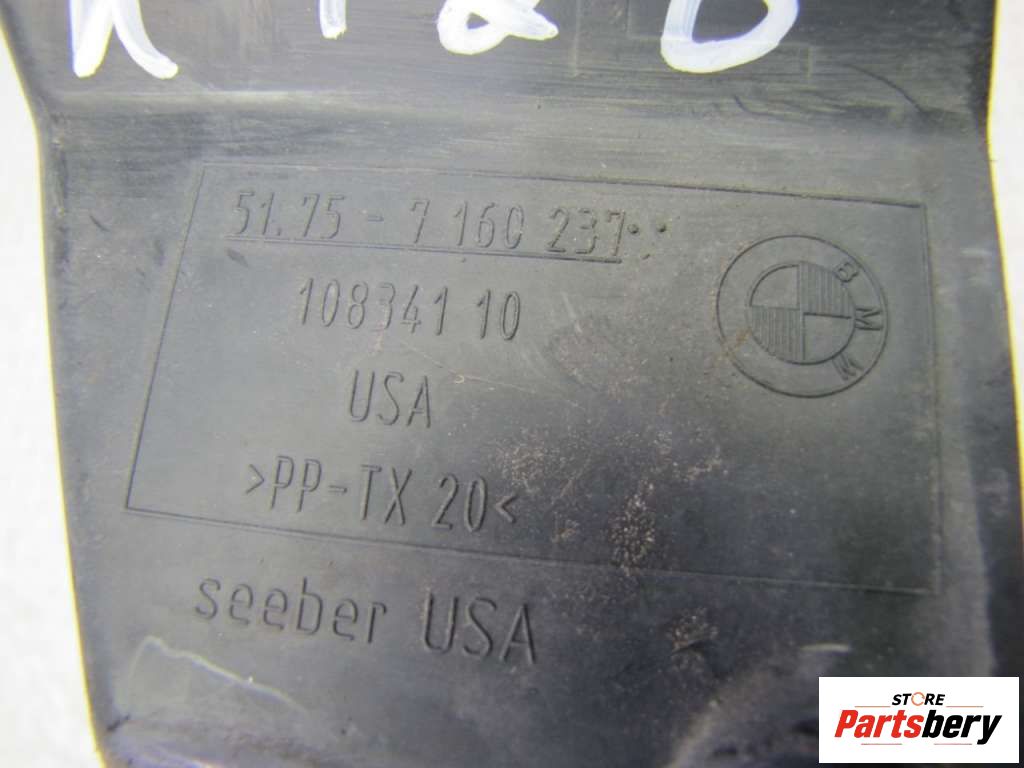 51.75 - 7 160 237
108341 10
BMW
USA
>PP-TX 20<
seeber USA
STORE
Partsbery